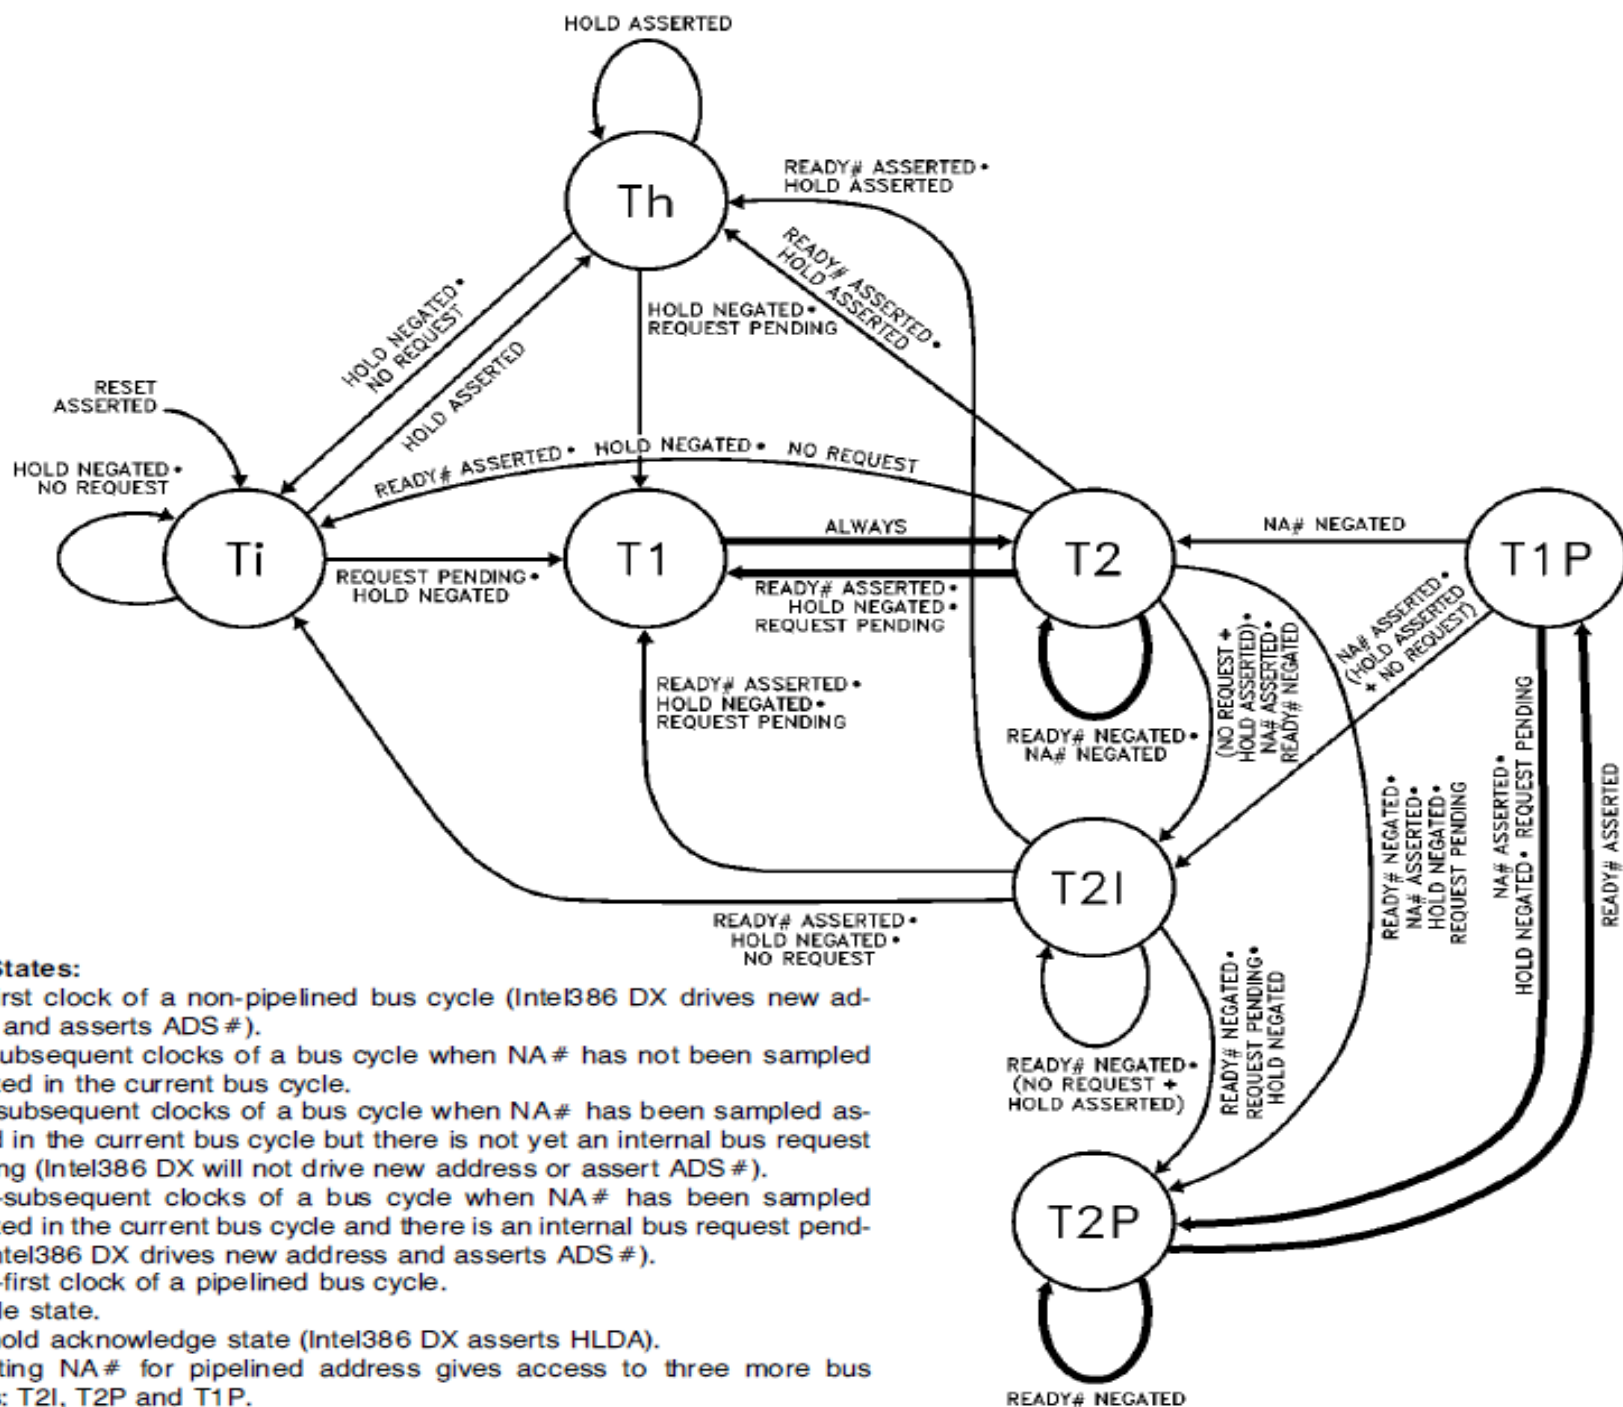 HOLD ASSERTED
Th
READY# ASSERTED•
HOLD ASSERTED
READY# ASSERTED•
HOLD ASSERTED
HOLD NEGATED•
REQUEST PENDING
HOLD NEGATED•
NO REQUEST
HOLD ASSERTED
RESET
ASSERTED
HOLD NEGATED•
NO REQUEST
READY# ASSERTED• HOLD NEGATED• NO REQUEST
Ti
T1
T2
T1P
ALWAYS
NA# NEGATED
REQUEST PENDING•
HOLD NEGATED
READY# ASSERTED•
HOLD NEGATED•
REQUEST PENDING
NA# ASSERTED•
(HOLD ASSERTED
+ NO REQUEST)
(NO REQUEST +
HOLD ASSERTED)•
NA# ASSERTED•
READY# NEGATED
READY# ASSERTED•
HOLD NEGATED•
REQUEST PENDING
READY# NEGATED•
NA# NEGATED
READY# NEGATED•
NA# ASSERTED•
HOLD NEGATED•
REQUEST PENDING
NA# ASSERTED•
HOLD NEGATED• REQUEST PENDING
READY# ASSERTED
T2I
READY# ASSERTED•
HOLD NEGATED•
NO REQUEST
READY# NEGATED•
REQUEST PENDING•
HOLD NEGATED
READY# NEGATED•
(NO REQUEST +
HOLD ASSERTED)
T2P
READY# NEGATED
States:
rst clock of a non-pipelined bus cycle (Intel386 DX drives new ad-
and asserts ADS#).
ubsequent clocks of a bus cycle when NA# has not been sampled
ed in the current bus cycle.
subsequent clocks of a bus cycle when NA# has been sampled as-
d in the current bus cycle but there is not yet an internal bus request
ng (Intel386 DX will not drive new address or assert ADS#).
-subsequent clocks of a bus cycle when NA# has been sampled
ed in the current bus cycle and there is an internal bus request pend-
ntel386 DX drives new address and asserts ADS#).
-first clock of a pipelined bus cycle.
le state.
hold acknowledge state (Intel386 DX asserts HLDA).
ting NA# for pipelined address gives access to three more bus
s: T2I, T2P and T1P.